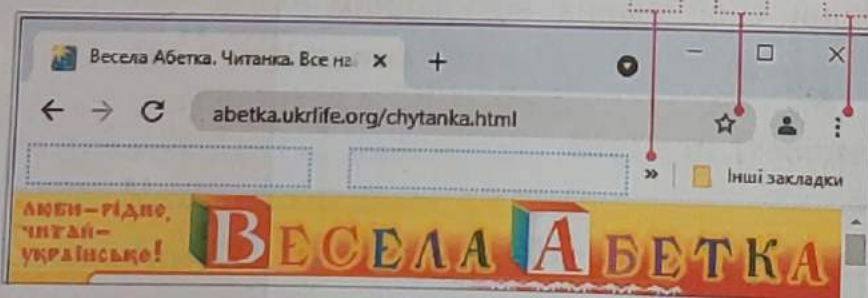 Весела Абетка. Читанка. Все на
abetka.ukrlife.org/chytanka.html
» Інші закладки
ЛЮБИ–РІДНЕ,
ЧИТАЙ–
УКРАЇНСЬКЕ!
ВЕСЕЛА АБЕТКА